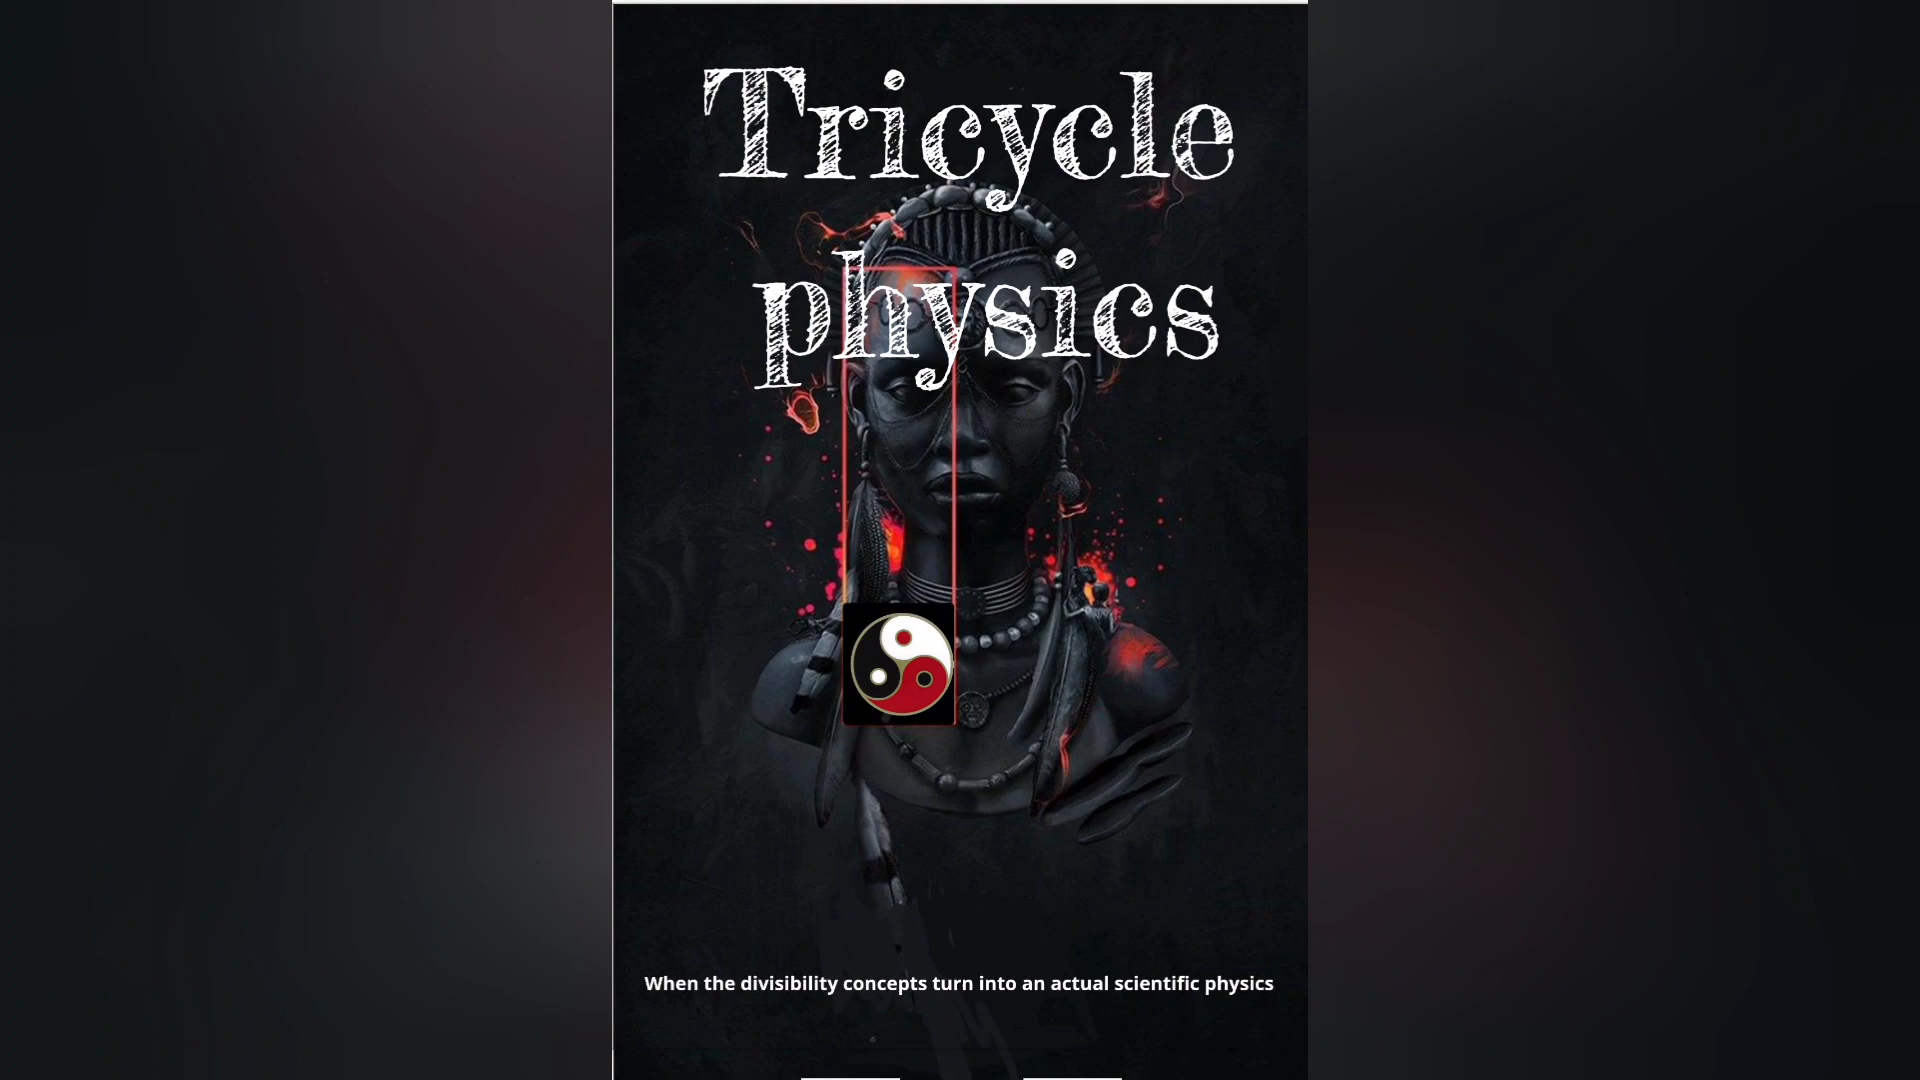 Tricycle
physics
When the divisibility concepts turn into an actual scientific physics